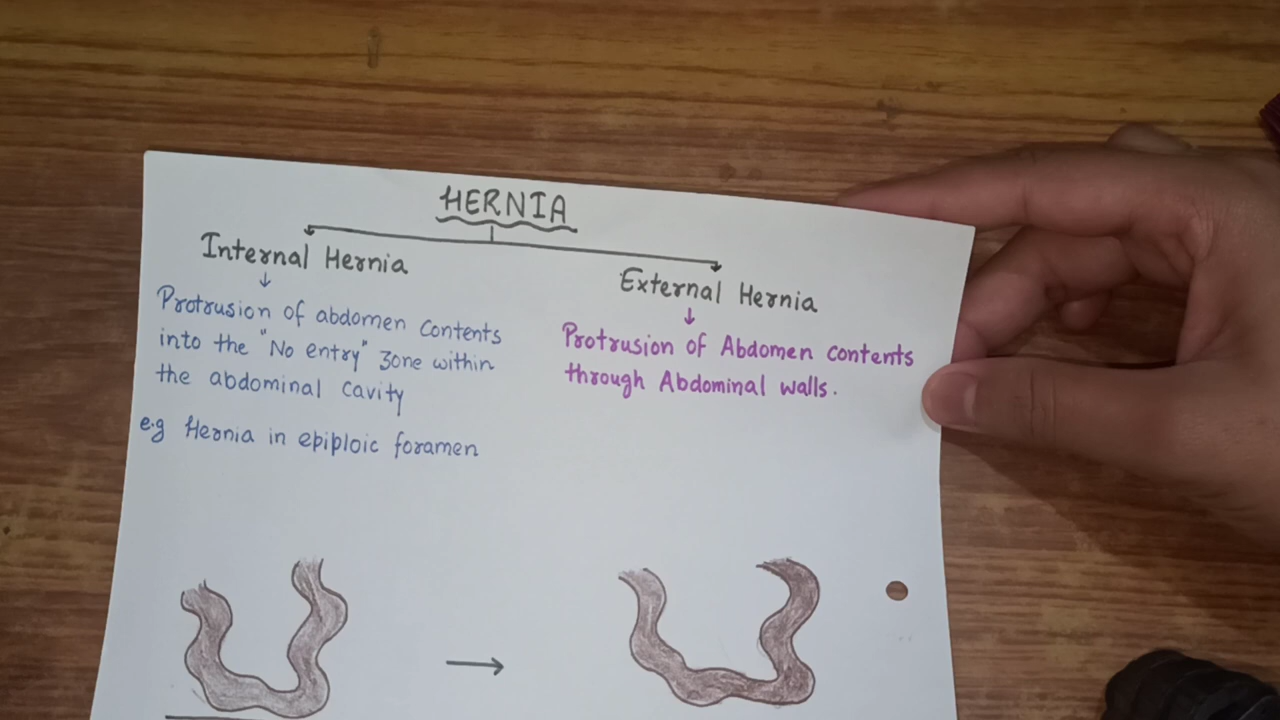 HERNIA
Internal Hernia
Protrusion of abdomen contents
into the "No entry" zone within
the abdominal cavity
e.g Hernia in epiploic foramen
External Hernia
Protrusion of Abdomen contents
through Abdominal walls.